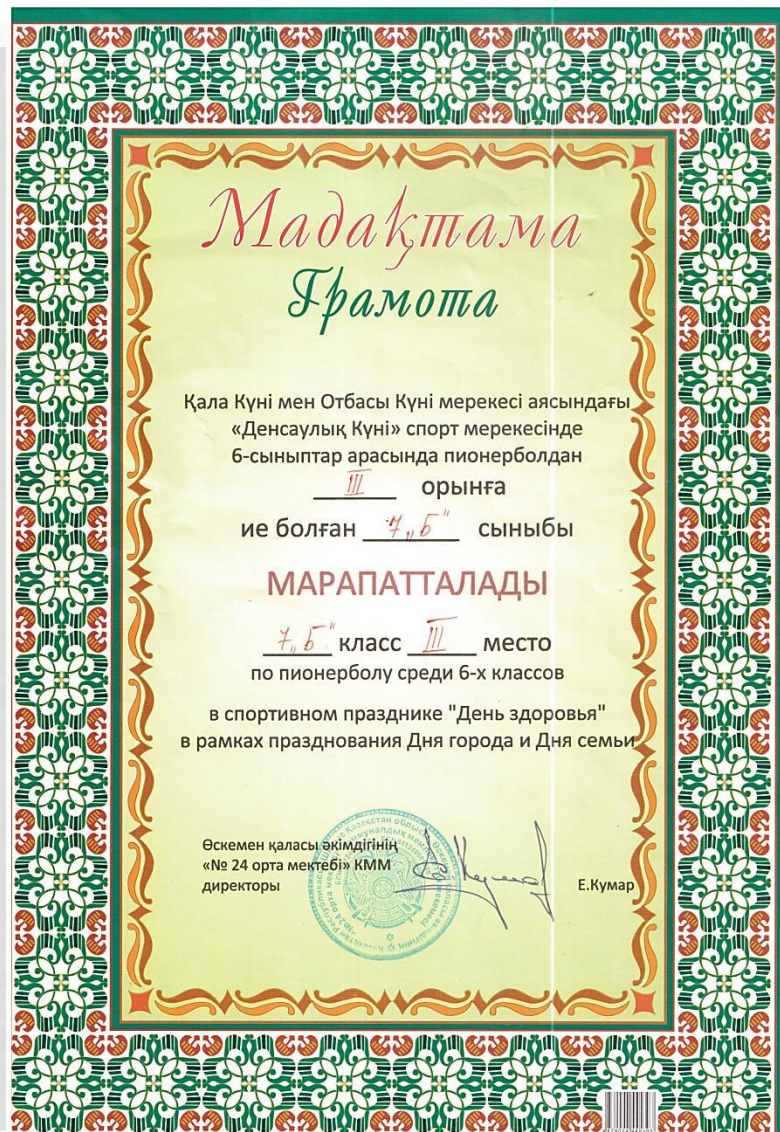 Мадақтама
Грамота
Қала Күні мен Отбасы Күні мерекесі аясындағы
«Денсаулық Күні» спорт мерекесінде
6-сыныптар арасында пионерболдан
III орынға
ие болған 7 „Б" сыныбы
МАРАПАТТАЛАДЫ
7 „Б" класс III место
по пионерболу среди 6-х классов
в спортивном празднике "День здоровья"
в рамках празднования Дня города и Дня семьи
Өскемен қаласы әкімдігінің
«№ 24 орта мектебі» КММ
директоры
Е.Кумар